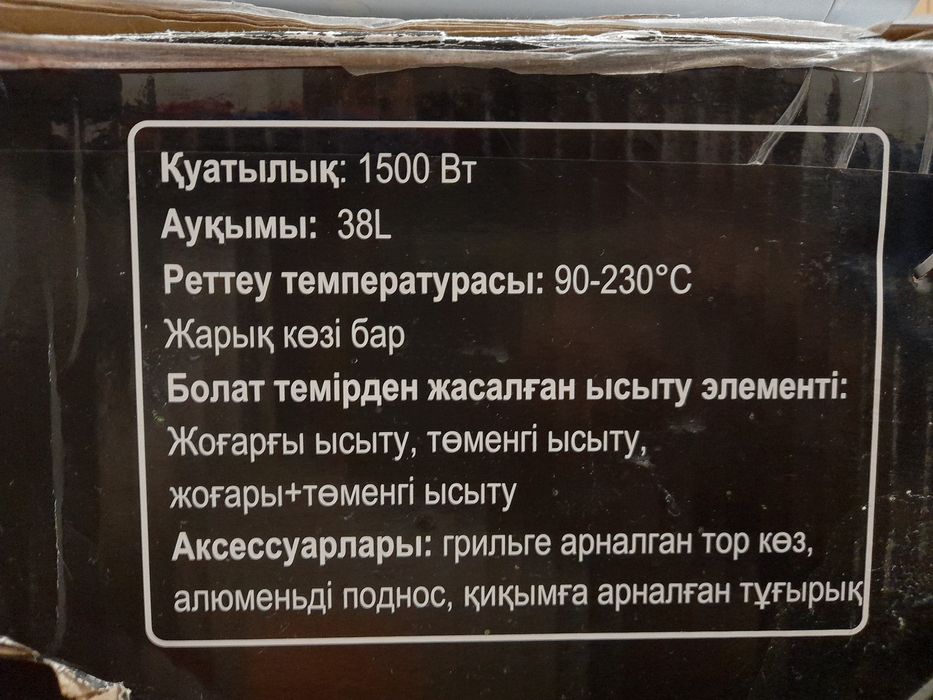 Қуатылық: 1500 Вт
Ауқымы: 38L
Реттеу температурасы: 90-230°C
Жарық көзі бар
Болат темірден жасалған ысыту элементі:
Жоғарғы ысыту, төменгі ысыту,
жоғары+төменгі ысыту
Аксессуарлары: грильге арналган тор көз,
алюменьді поднос, қиқымға арналған тұғырық